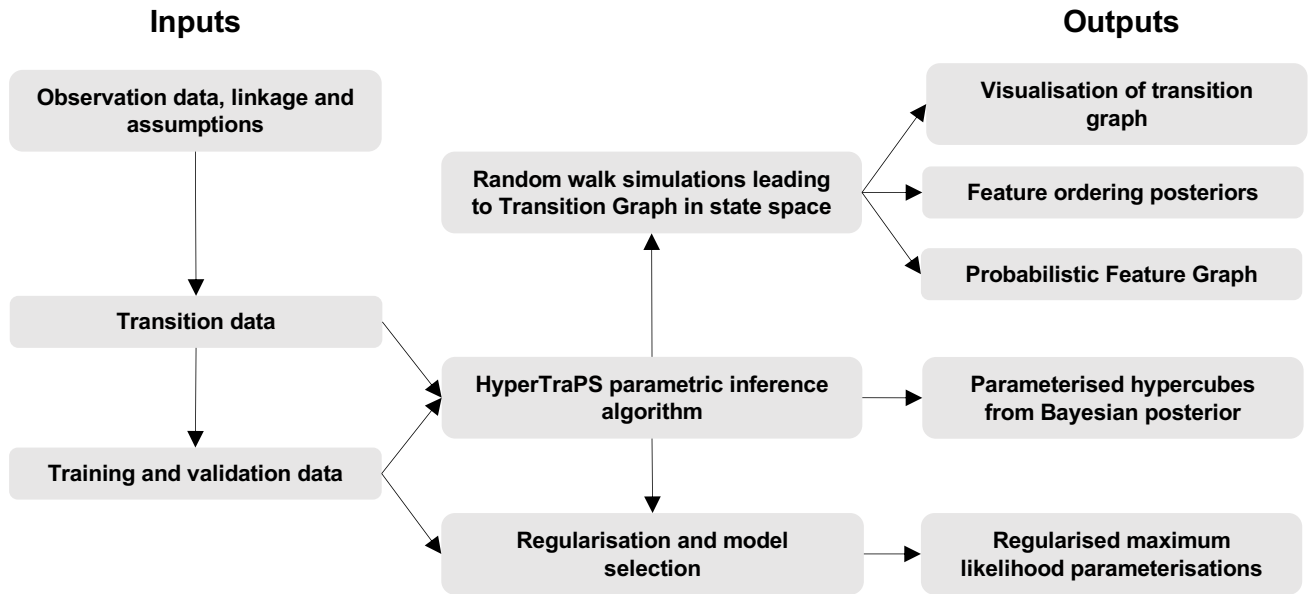 Inputs
Outputs
Observation data, linkage and
assumptions
Transition data
Training and validation data
Random walk simulations leading
to Transition Graph in state space
HyperTraPS parametric inference
algorithm
Regularisation and model
selection
Visualisation of transition
graph
Feature ordering posteriors
Probabilistic Feature Graph
Parameterised hypercubes
from Bayesian posterior
Regularised maximum
likelihood parameterisations